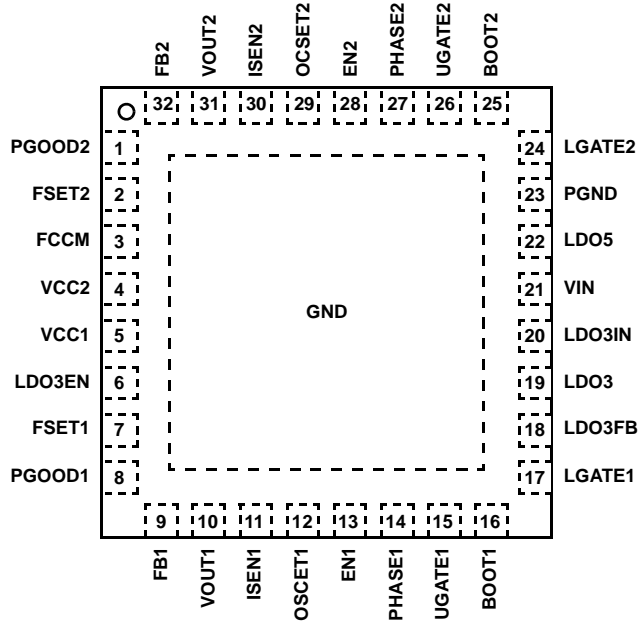 FB2
VOUT2
ISEN2
OCSET2
EN2
PHASE2
UGATE2
BOOT2
32 31 30 29 28 27 26 25
PGOOD2 1
FSET2 2
FCCM 3
VCC2 4
VCC1 5
LDO3EN 6
FSET1 7
PGOOD1 8
GND
24 LGATE2
23 PGND
22 LDO5
21 VIN
20 LDO3IN
19 LDO3
18 LDO3FB
17 LGATE1
9 10 11 12 13 14 15 16
FB1
VOUT1
ISEN1
OSCET1
EN1
PHASE1
UGATE1
BOOT1